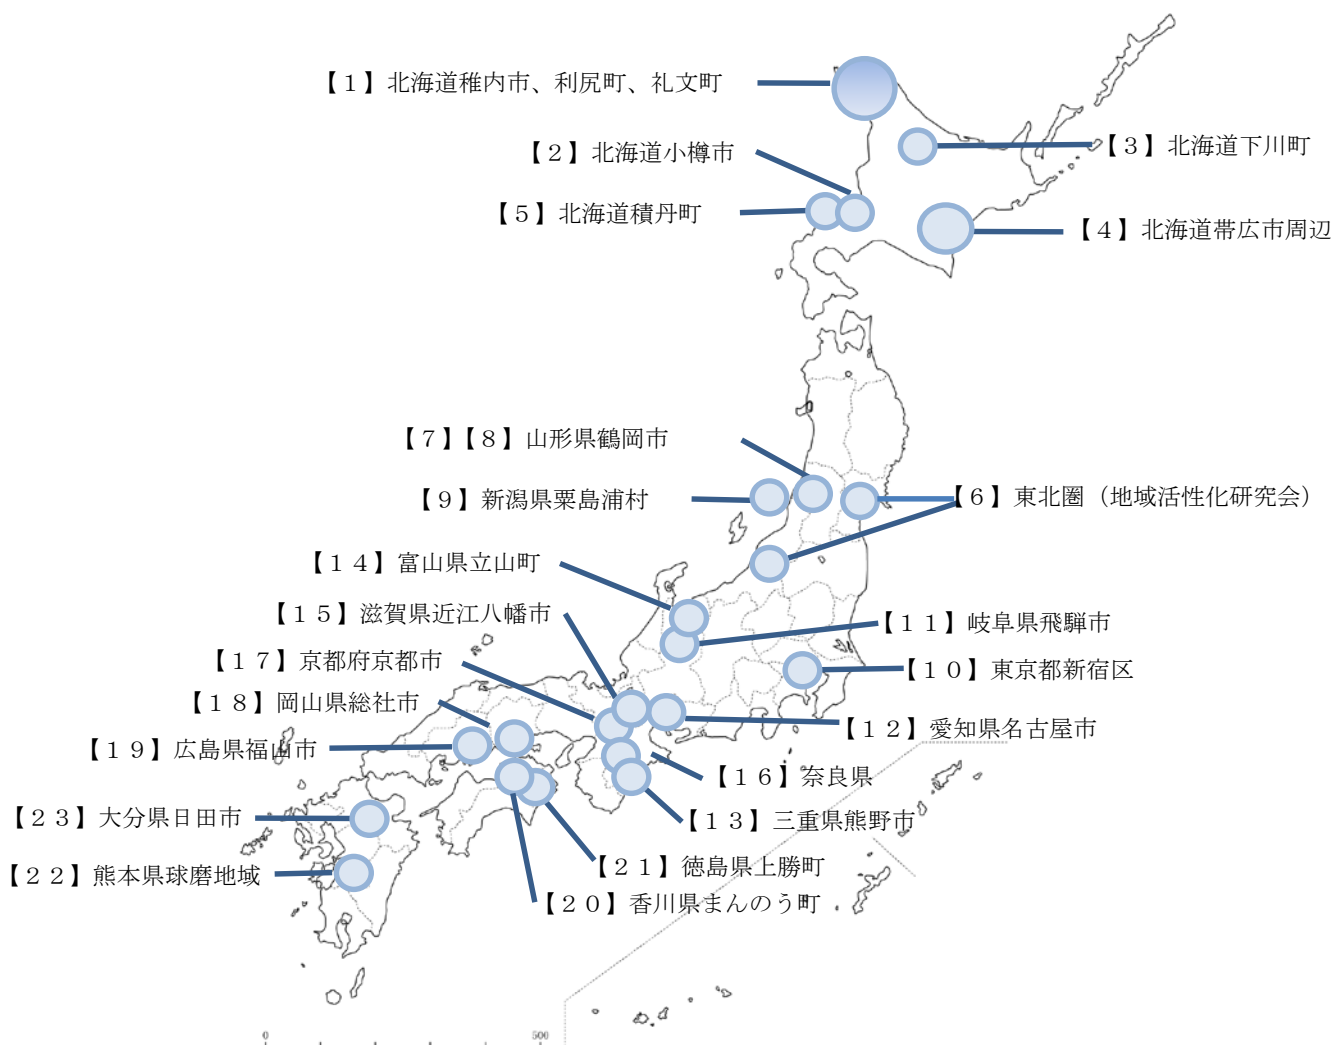 【１】北海道稚内市、利尻町、礼文町
【２】北海道小樽市
【３】北海道下川町
【５】北海道積丹町
【４】北海道帯広市周辺
【７】【８】山形県鶴岡市
【９】新潟県粟島浦村
【６】東北圏（地域活性化研究会）
【１４】富山県立山町
【１５】滋賀県近江八幡市
【１１】岐阜県飛騨市
【１７】京都府京都市
【１０】東京都新宿区
【１８】岡山県総社市
【１２】愛知県名古屋市
【１９】広島県福山市
【１６】奈良県
【２３】大分県日田市
【１３】三重県熊野市
【２１】徳島県上勝町
【２２】熊本県球磨地域
【２０】香川県まんのう町
0 500